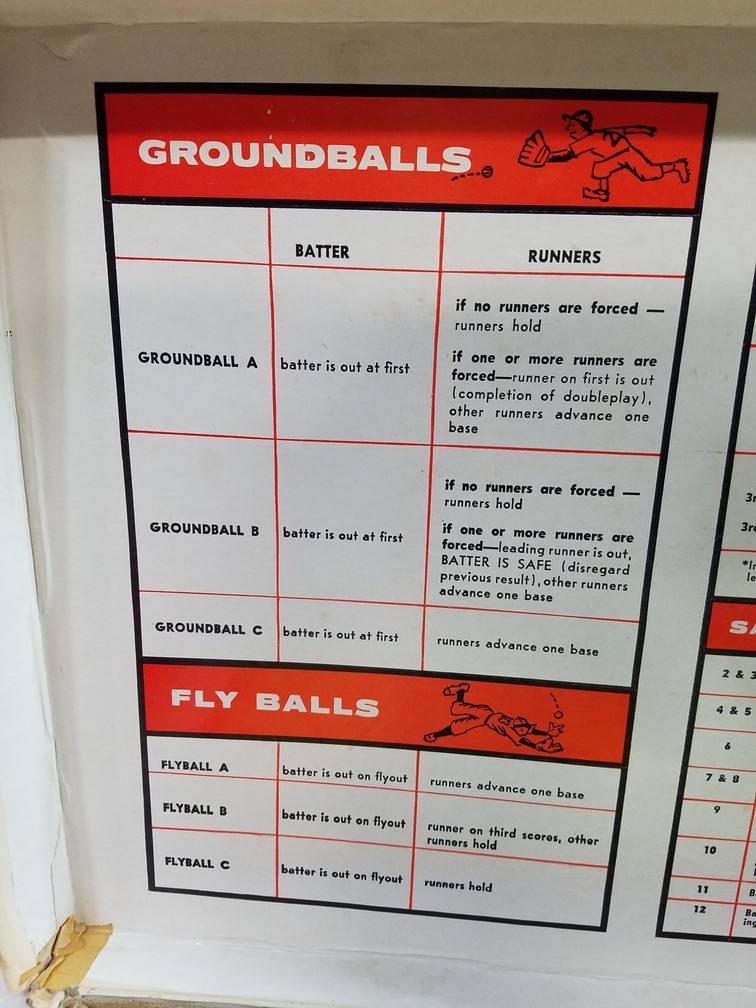 GROUNDBALLS
BATTER
RUNNERS
GROUNDBALL A
batter is out at first
if no runners are forced —
runners hold
if one or more runners are
forced—runner on first is out
(completion of doubleplay),
other runners advance one
base
GROUNDBALL B
batter is out at first
if no runners are forced —
runners hold
if one or more runners are
forced—leading runner is out,
BATTER IS SAFE (disregard
previous result), other runners
advance one base
GROUNDBALL C
batter is out at first
runners advance one base
FLY BALLS
FLYBALL A
batter is out on flyout
runners advance one base
FLYBALL B
batter is out on flyout
runner on third scores, other
runners hold
FLYBALL C
batter is out on flyout
runners hold
2 & 3
4 & 5
6
7 & 8
9
10
11
12